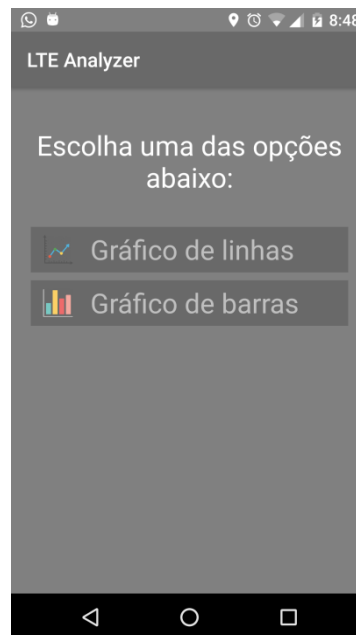 8:48
LTE Analyzer
Escolha uma das opções
abaixo:
Gráfico de linhas
Gráfico de barras